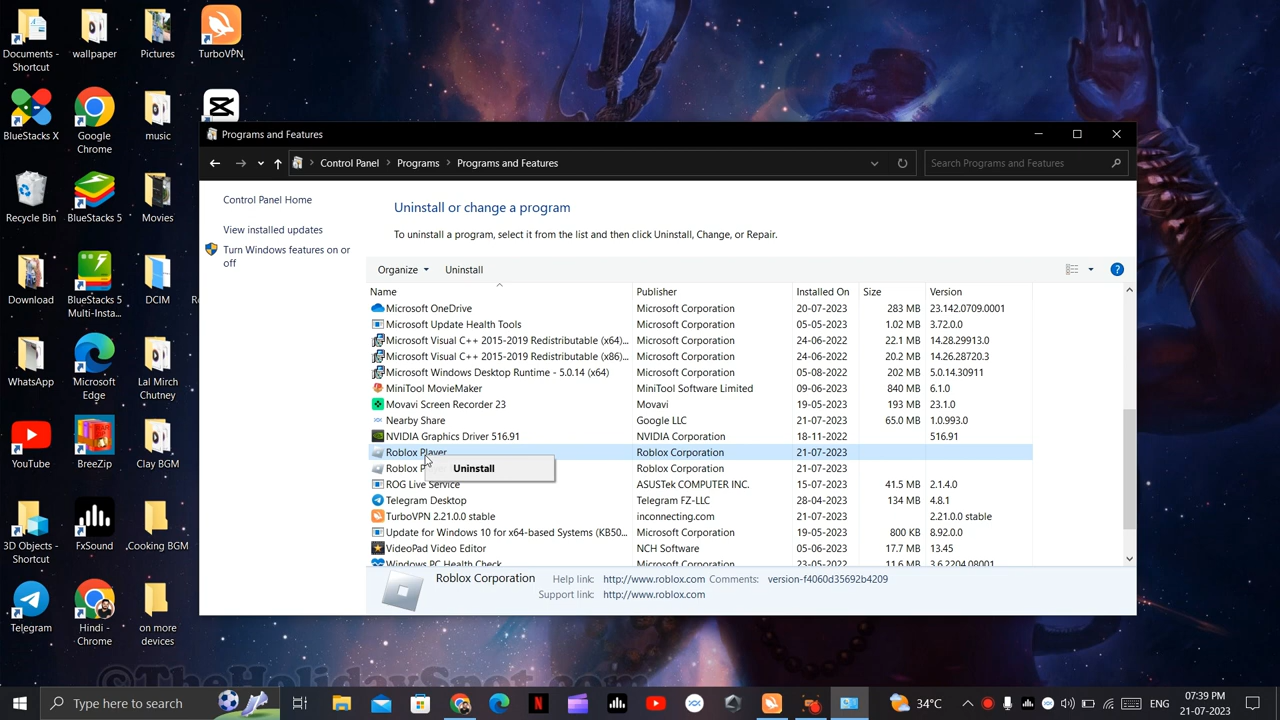 Documents -
Shortcut
wallpaper
Pictures
TurboVPN
BlueStacks X
Google
Chrome
music
Recycle Bin
BlueStacks 5
Movies
Download
BlueStacks 5
Multi-Insta...
DCIM
WhatsApp
Microsoft
Edge
Lal Mirch
Chutney
YouTube
BreeZip
Clay BGM
3D Objects -
Shortcut
FxSound
Cooking BGM
Telegram
Hindi -
Chrome
on more
devices
Programs and Features
Control Panel > Programs > Programs and Features
Search Programs and Features
Control Panel Home
View installed updates
Turn Windows features on or
off
Uninstall or change a program
To uninstall a program, select it from the list and then click Uninstall, Change, or Repair.
Organize Uninstall
Name Publisher Installed On Size Version
Microsoft OneDrive Microsoft Corporation 20-07-2023 283 MB 23.142.0709.0001
Microsoft Update Health Tools Microsoft Corporation 05-05-2023 1.02 MB 3.72.0.0
Microsoft Visual C++ 2015-2019 Redistributable (x64)... Microsoft Corporation 24-06-2022 22.1 MB 14.28.29913.0
Microsoft Visual C++ 2015-2019 Redistributable (x86)... Microsoft Corporation 24-06-2022 20.2 MB 14.26.28720.3
Microsoft Windows Desktop Runtime - 5.0.14 (x64) Microsoft Corporation 05-08-2022 202 MB 5.0.14.30911
MiniTool MovieMaker MiniTool Software Limited 09-06-2023 840 MB 6.1.0
Movavi Screen Recorder 23 Movavi 19-05-2023 193 MB 23.1.0
Nearby Share Google LLC 21-07-2023 65.0 MB 1.0.993.0
NVIDIA Graphics Driver 516.91 NVIDIA Corporation 18-11-2022 516.91
Roblox Player Roblox Corporation 21-07-2023
Roblox P Roblox Corporation 21-07-2023
Uninstall
ROG Live Service ASUSTek COMPUTER INC. 15-07-2023 41.5 MB 2.1.4.0
Telegram Desktop Telegram FZ-LLC 28-04-2023 134 MB 4.8.1
TurboVPN 2.21.0.0 stable inconnecting.com 21-07-2023 2.21.0.0 stable
Update for Windows 10 for x64-based Systems (KB50... Microsoft Corporation 19-05-2023 800 KB 8.92.0.0
VideoPad Video Editor NCH Software 05-06-2023 17.7 MB 13.45
Windows PC Health Check Microsoft Corporation 23-05-2023 11.6 MB 3.6.2204.08001
Roblox Corporation Help link: http://www.roblox.com Comments: version-f4060d35692b4209
Support link: http://www.roblox.com
©TheHolidaySpot.com
Type here to search
34°C
ENG
07:39 PM
21-07-2023